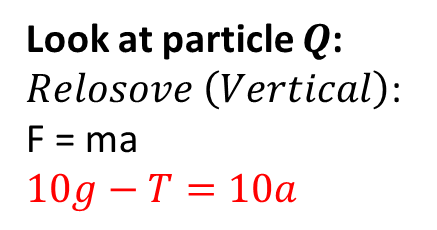 Look at particle Q:
Relosove (Vertical):
F = ma
10g − T = 10a